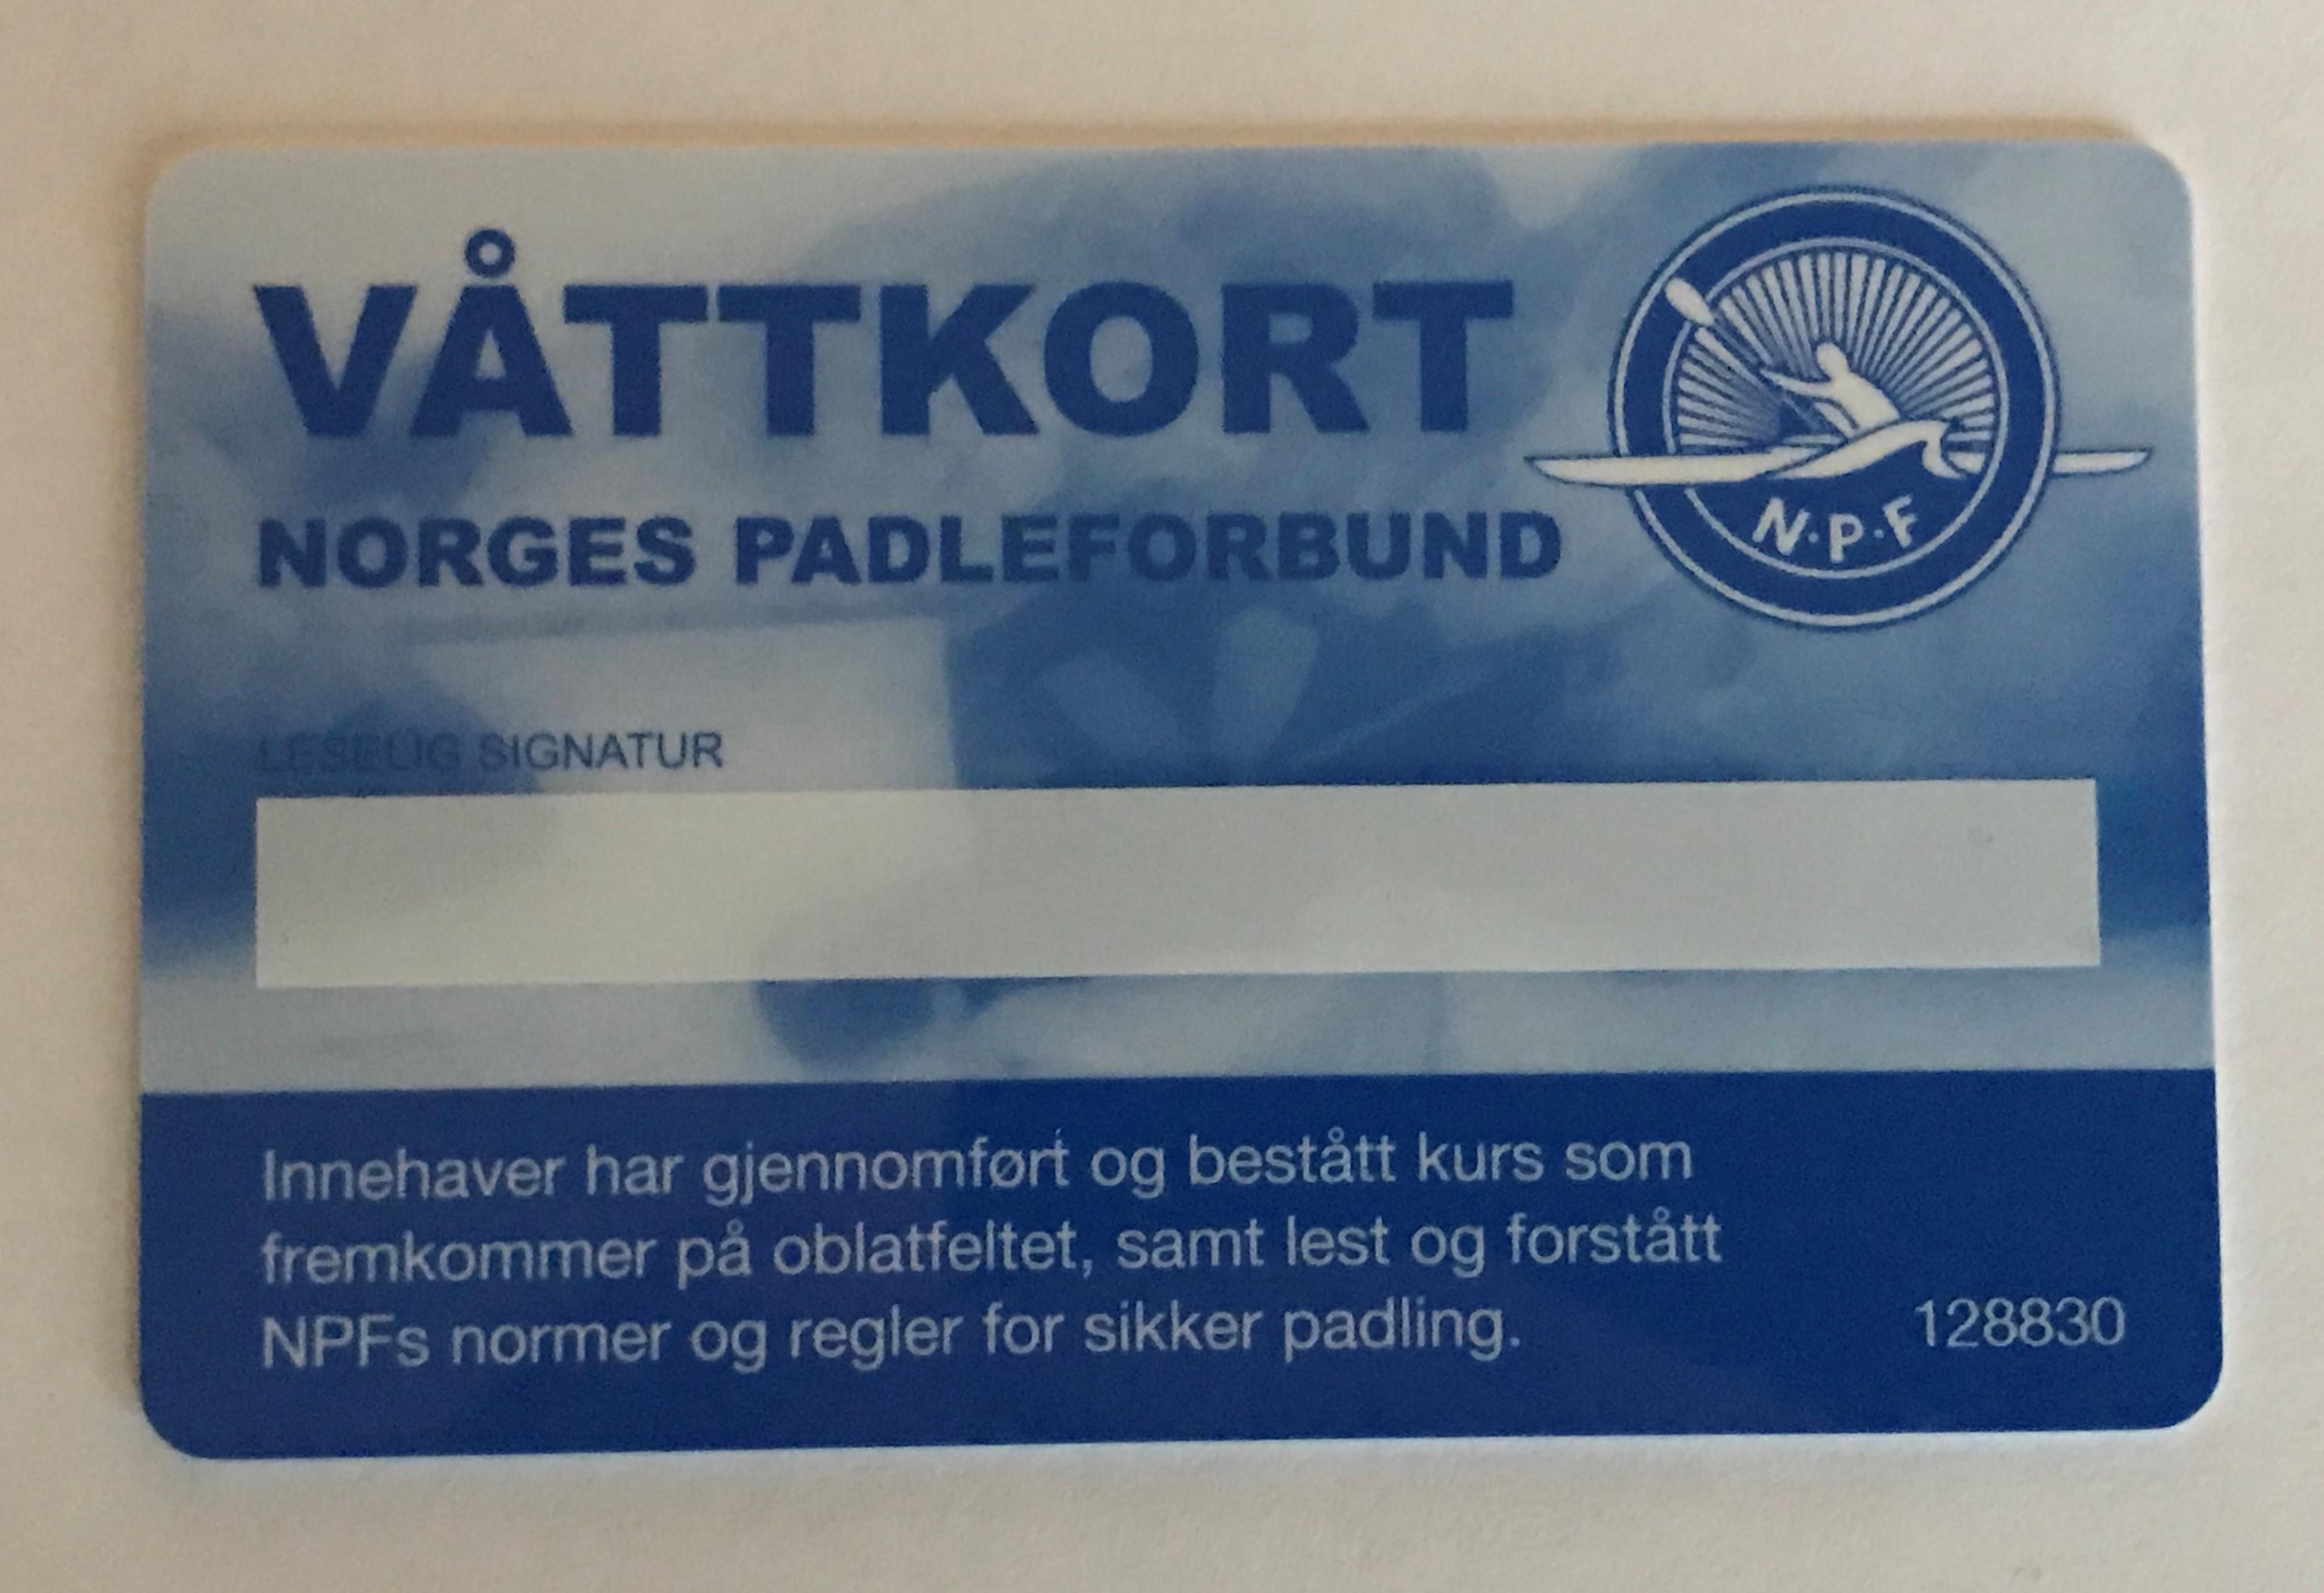 VÅTTKORT
NORGES PADLEFORBUND
N·P·F
LESELIG SIGNATUR
Innehaver har gjennomført og bestått kurs som
fremkommer på oblatfeltet, samt lest og forstått
NPFs normer og regler for sikker padling.
128830